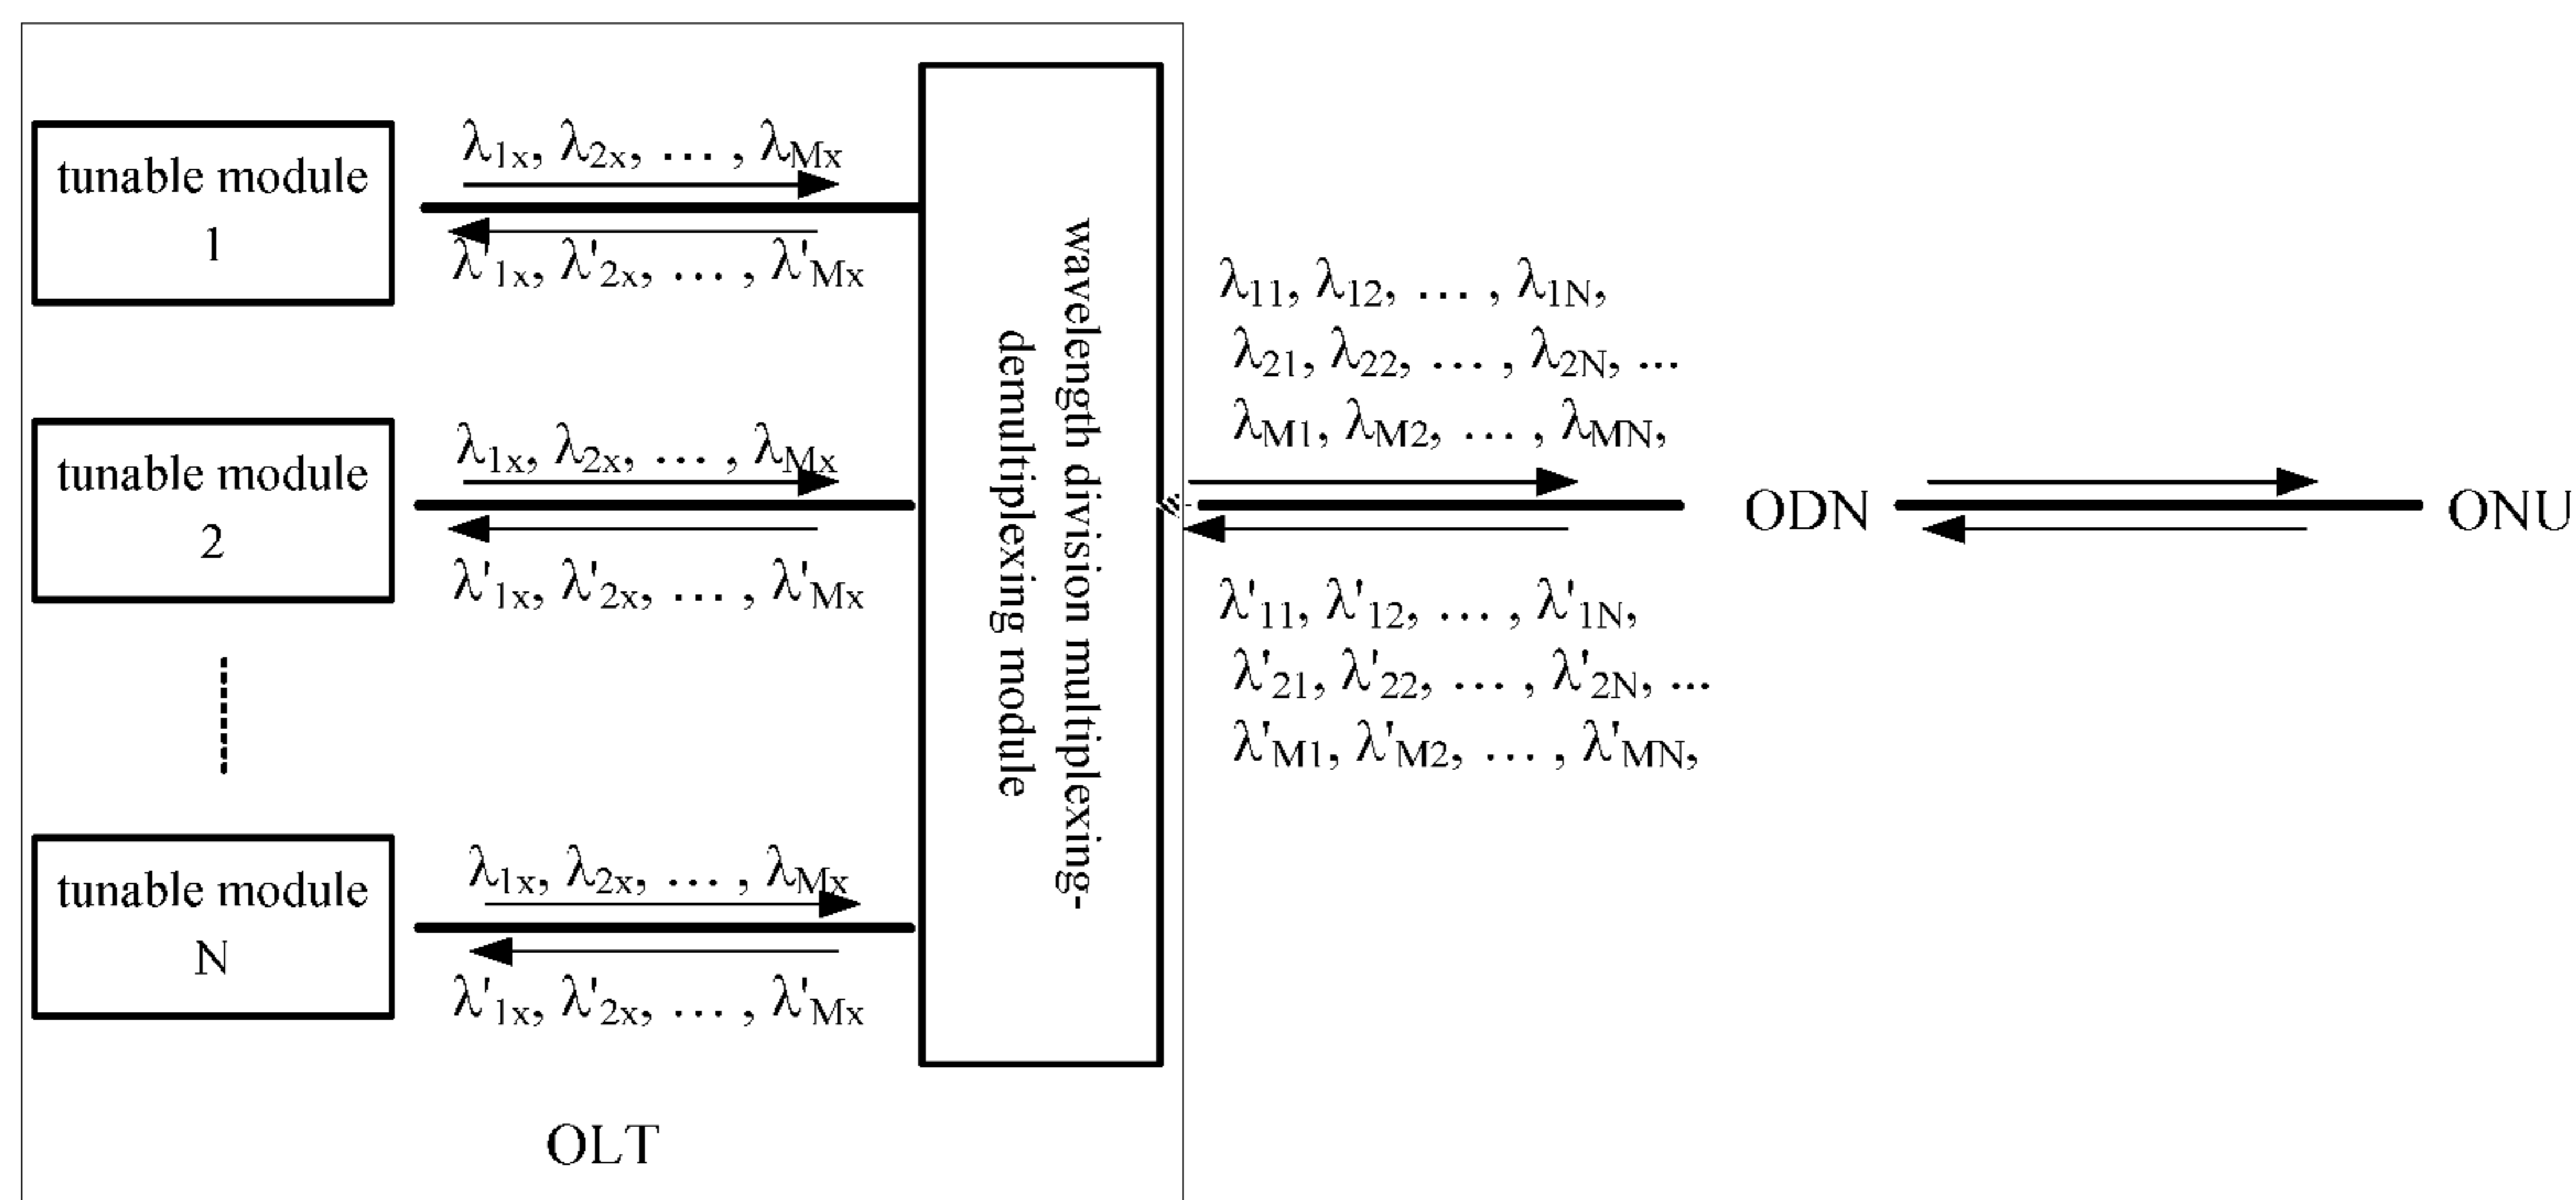 tunable module
1
λ1x, λ2x, … , λMx
λ'1x, λ'2x, … , λ'Mx
tunable module
2
λ1x, λ2x, … , λMx
λ'1x, λ'2x, … , λ'Mx
tunable module
N
λ1x, λ2x, … , λMx
λ'1x, λ'2x, … , λ'Mx
OLT
wavelength division multiplexing-
demultiplexing module
λ11, λ12, … , λ1N,
λ21, λ22, … , λ2N, ...
λM1, λM2, … , λMN,
λ'11, λ'12, … , λ'1N,
λ'21, λ'22, … , λ'2N, ...
λ'M1, λ'M2, … , λ'MN,
ODN
ONU